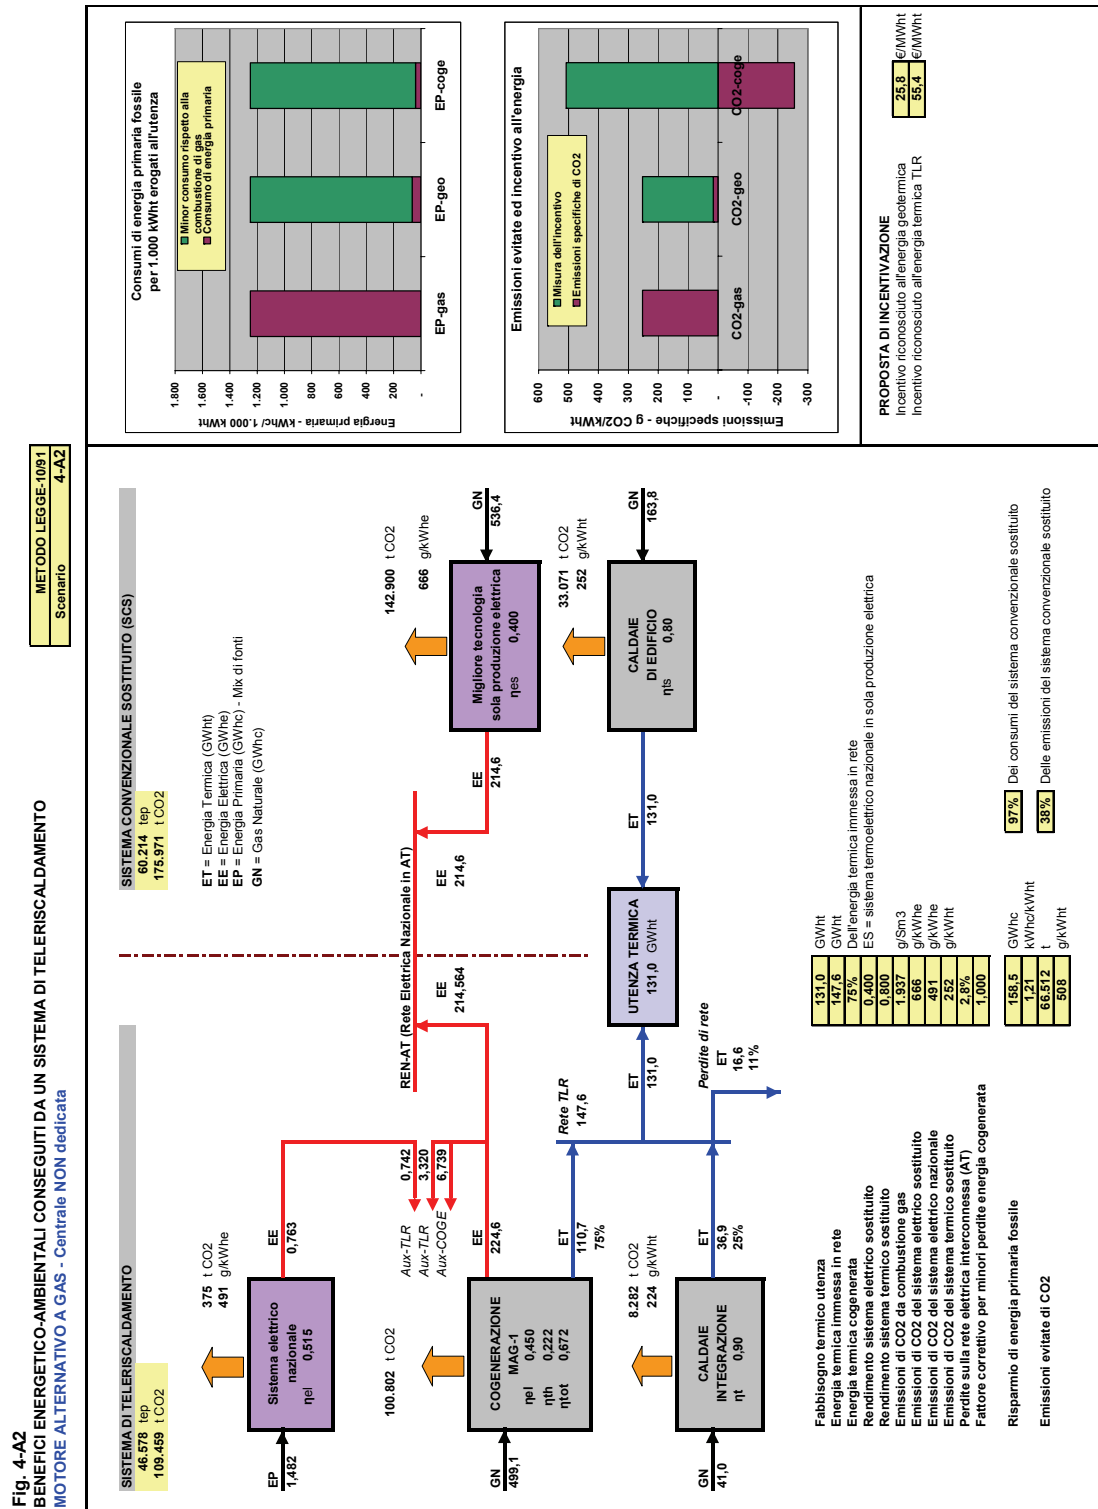 Fig. 4-A2
BENEFICI ENERGETICO-AMBIENTALI CONSEGUITI DA UN SISTEMA DI TELERISCALDAMENTO
MOTORE ALTERNATIVO A GAS - Centrale NON dedicata
METODO LEGGE-10/91
Scenario 4-A2
SISTEMA DI TELERISCALDAMENTO
46.578 tep
109.459 t CO2
SISTEMA CONVENZIONALE SOSTITUITO (SCS)
60.214 tep
175.971 t CO2
ET = Energia Termica (GWht)
EE = Energia Elettrica (GWhe)
EP = Energia Primaria (GWhc) - Mix di fonti
GN = Gas Naturale (GWhc)
375 t CO2
491 g/kWhe
EP
1,482
Sistema elettrico
nazionale
ηel 0,515
EE
0,763
Aux-TLR 0,742
Aux-TLR 3,320
Aux-COGE 6,739
REN-AT (Rete Elettrica Nazionale in AT)
EE
214,564
EE
214,6
EE
214,6
142.900 t CO2
666 g/kWhe
Migliore tecnologia
sola produzione elettrica
ηes 0,400
GN
536,4
100.802 t CO2
GN
499,1
COGENERAZIONE
MAG-1
ηel 0,450
ηth 0,222
ηtot 0,672
EE
224,6
ET
110,7
75%
Rete TLR
147,6
ET
131,0
UTENZA TERMICA
131,0 GWht
ET
131,0
33.071 t CO2
252 g/kWht
CALDAIE
DI EDIFICIO
ηts 0,80
GN
163,8
8.282 t CO2
224 g/kWht
GN
41,0
CALDAIE
INTEGRAZIONE
ηt 0,90
ET
36,9
25%
Perdite di rete
ET
16,6
11%
Fabbisogno termico utenza 131,0 GWht
Energia termica immessa in rete 147,6 GWht
Energia termica cogenerata 75% Dell'energia termica immessa in rete
Rendimento sistema elettrico sostituito 0,400 ES = sistema termoelettrico nazionale in sola produzione elettrica
Rendimento sistema termico sostituito 0,800
Emissioni di CO2 da combustione gas 1.937 g/Sm3
Emissioni di CO2 del sistema elettrico sostituito 666 g/kWhe
Emissioni di CO2 del sistema elettrico nazionale 491 g/kWhe
Emissioni di CO2 del sistema termico sostituito 252 g/kWht
Perdite sulla rete elettrica interconnessa (AT) 2,8%
Fattore correttivo per minori perdite energia cogenerata 1,000
Risparmio di energia primaria fossile 158,5 GWhc 97% Dei consumi del sistema convenzionale sostituito
1,21 kWhc/kWht
Emissioni evitate di CO2 66.512 t 38% Delle emissioni del sistema convenzionale sostituito
508 g/kWht
Consumi di energia primaria fossile
per 1.000 kWht erogati all'utenza
Energia primaria - kWhc/ 1.000 kWht
1.800
1.600
1.400
1.200
1.000
800
600
400
200
-
Minor consumo rispetto alla
combustione di gas
Consumo di energia primaria
EP-gas EP-geo EP-coge
Emissioni evitate ed incentivo all'energia
Emissioni specifiche - g CO2/kWht
600
500
400
300
200
100
-
-100
-200
-300
Misura dell'incentivo
Emissioni specifiche di CO2
CO2-gas CO2-geo CO2-coge
PROPOSTA DI INCENTIVAZIONE
Incentivo riconosciuto all'energia geotermica 25,8 €/MWht
Incentivo riconosciuto all'energia termica TLR 55,4 €/MWht